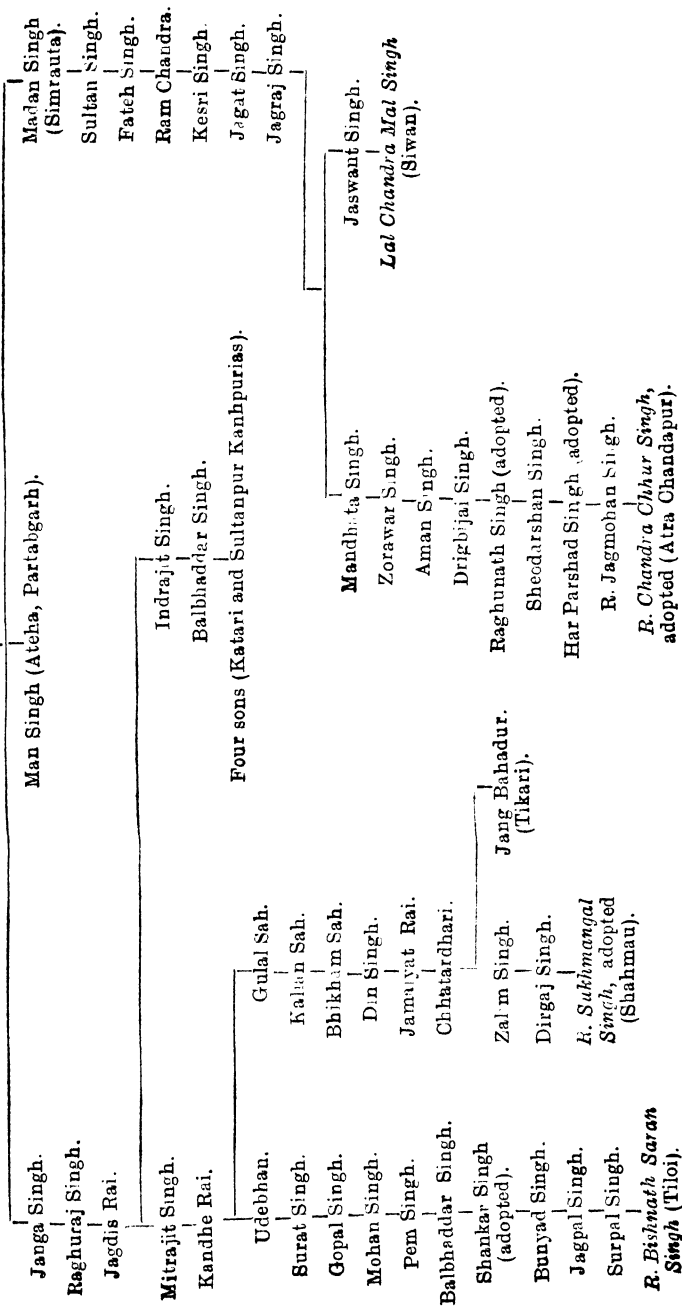 Janga Singh.
Raghuraj Singh.
Jagdis Rai.
Mitrajit Singh.
Kandhe Rai.
Udebhan.
Surat Singh.
Gopal Singh.
Mohan Singh.
Pem Singh.
Balbhaddar Singh.
Shankar Singh
(adopted).
Bunyad Singh.
Jagpal Singh.
Surpal Singh.
R. Bishnath Saran
Singh (Tiloi).
Gulal Sah.
Kalian Sah.
Bhikham Sah.
Din Singh.
Jamaiyat Rai.
Chhatardhari.
Zalim Singh.
Dirgaj Singh.
R. Sukhmangal
Singh, adopted
(Shahmau).
Jang Bahadur.
(Tikari).
Man Singh (Ateha, Partabgarh).
Indrajit Singh.
Balbhaddar Singh.
Four sons (Katari and Sultanpur Kanhpurias).
Madan Singh
(Simrauta).
Sultan Singh.
Fateh Singh.
Ram Chandra.
Kesri Singh.
Jagat Singh.
Jagraj Singh.
Mandhata Singh.
Zorawar Singh.
Aman Singh.
Drigbijai Singh.
Raghunath Singh (adopted).
Sheodarshan Singh.
Har Parshad Singh (adopted).
R. Jagmohan Singh.
R. Chandra Chhur Singh,
adopted (Atra Chandapur).
Jaswant Singh.
Lal Chandra Mal Singh
(Siwan).